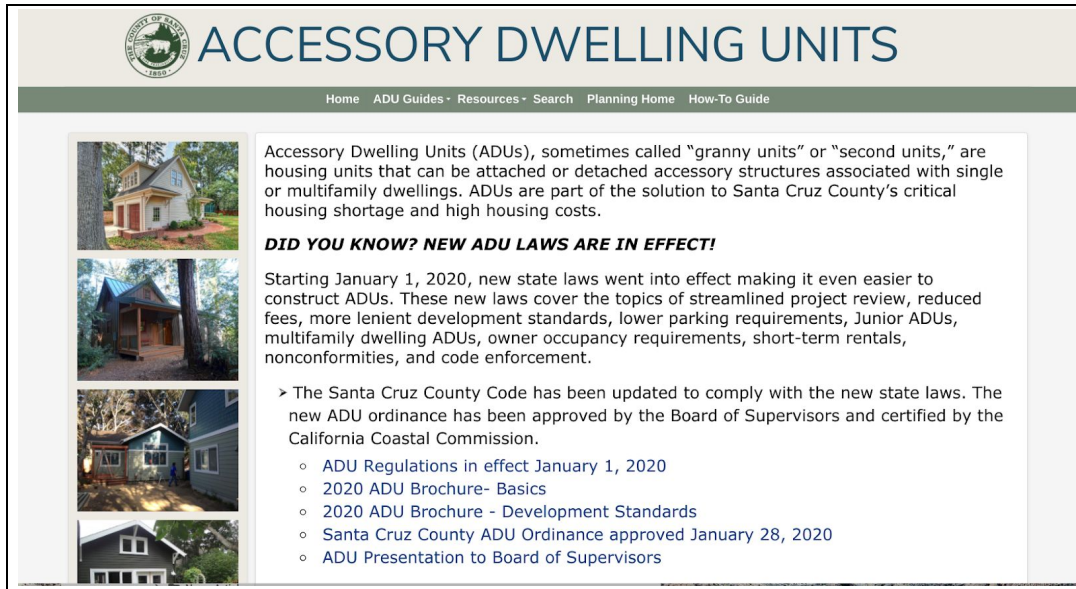 THE COUNTY OF SANTA CRUZ
1850
ACCESSORY DWELLING UNITS
Home ADU Guides Resources Search Planning Home How-To Guide
Accessory Dwelling Units (ADUs), sometimes called “granny units” or “second units,” are
housing units that can be attached or detached accessory structures associated with single
or multifamily dwellings. ADUs are part of the solution to Santa Cruz County’s critical
housing shortage and high housing costs.
DID YOU KNOW? NEW ADU LAWS ARE IN EFFECT!
Starting January 1, 2020, new state laws went into effect making it even easier to
construct ADUs. These new laws cover the topics of streamlined project review, reduced
fees, more lenient development standards, lower parking requirements, Junior ADUs,
multifamily dwelling ADUs, owner occupancy requirements, short-term rentals,
nonconformities, and code enforcement.
➢ The Santa Cruz County Code has been updated to comply with the new state laws. The
new ADU ordinance has been approved by the Board of Supervisors and certified by the
California Coastal Commission.
◦ ADU Regulations in effect January 1, 2020
◦ 2020 ADU Brochure- Basics
◦ 2020 ADU Brochure - Development Standards
◦ Santa Cruz County ADU Ordinance approved January 28, 2020
◦ ADU Presentation to Board of Supervisors